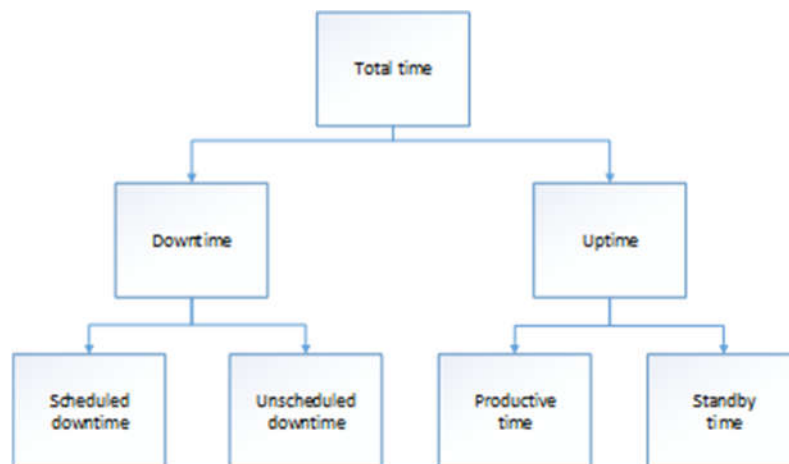 Total time
Downtime
Uptime
Scheduled
downtime
Unscheduled
downtime
Productive
time
Standby
time